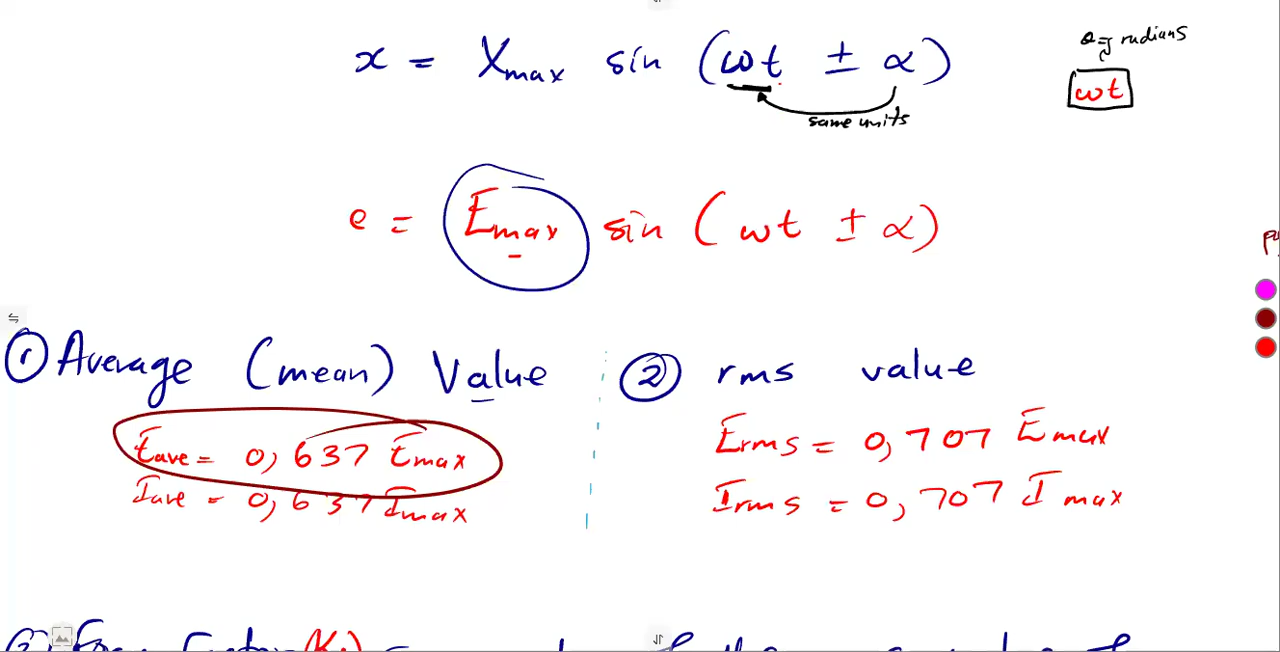 x = Xmax sin (ωt ± α)
θ ⇒ radians
ωt
same units
e = Emax sin (ωt ± α)
① Average (mean) Value
Eave = 0,637 Emax
Iave = 0,637 Imax
② rms value
Erms = 0,707 Emax
Irms = 0,707 Imax